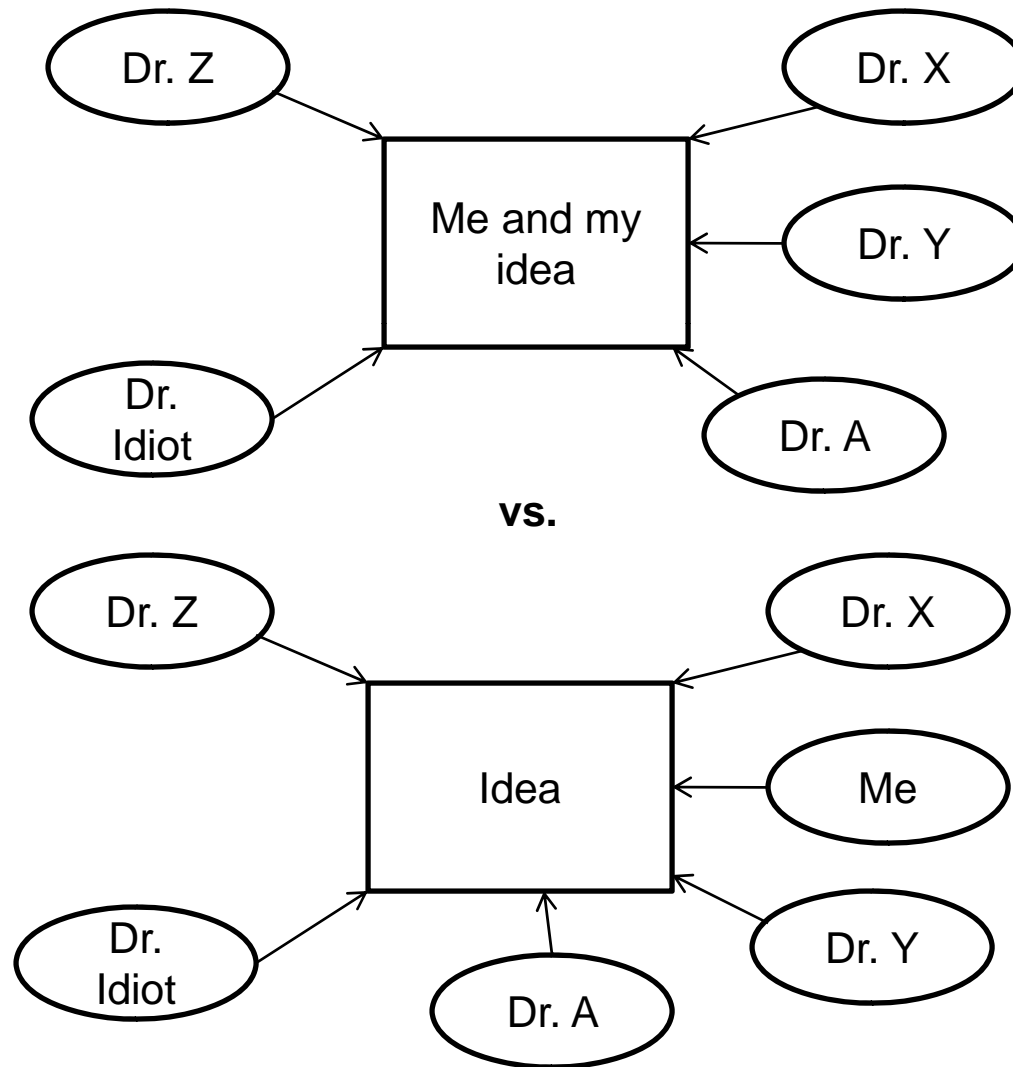 Dr. Z
Dr. X
Me and my
idea
Dr. Y
Dr.
Idiot
Dr. A
vs.
Dr. Z
Dr. X
Idea
Me
Dr.
Idiot
Dr. Y
Dr. A